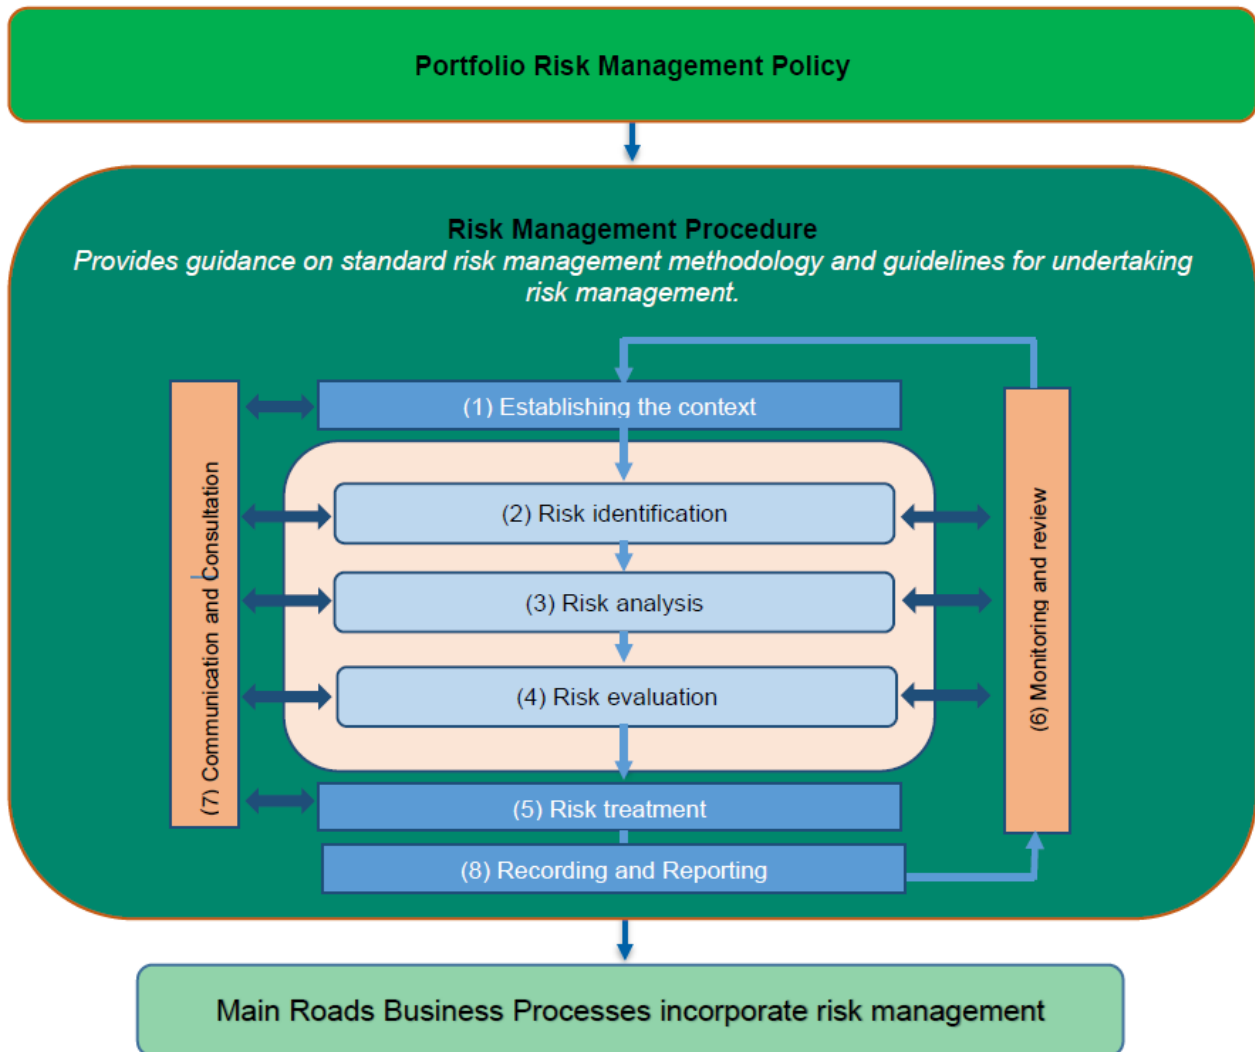 Portfolio Risk Management Policy
Risk Management Procedure
Provides guidance on standard risk management methodology and guidelines for undertaking
risk management.
(1) Establishing the context
(2) Risk identification
(3) Risk analysis
(4) Risk evaluation
(5) Risk treatment
(8) Recording and Reporting
(7) Communication and Consultation
(6) Monitoring and review
Main Roads Business Processes incorporate risk management